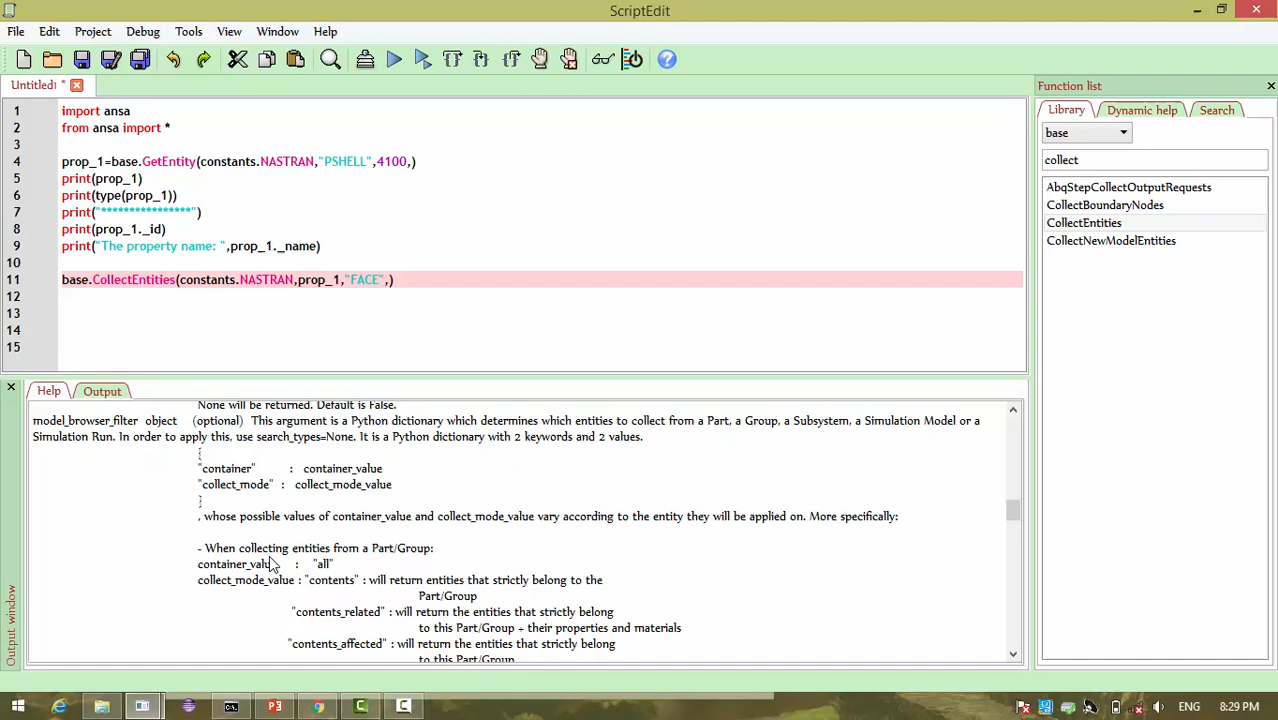 ScriptEdit
File Edit Project Debug Tools View Window Help
Untitled1 *
1 import ansa
2 from ansa import *
3
4 prop_1=base.GetEntity(constants.NASTRAN,"PSHELL",4100,)
5 print(prop_1)
6 print(type(prop_1))
7 print("****************")
8 print(prop_1._id)
9 print("The property name: ",prop_1._name)
10
11 base.CollectEntities(constants.NASTRAN,prop_1,"FACE",)
12
13
14
15
Function list
Library Dynamic help Search
base
collect
AbqStepCollectOutputRequests
CollectBoundaryNodes
CollectEntities
CollectNewModelEntities
Help Output
Output window
None will be returned. Default is False.
model_browser_filter object (optional) This argument is a Python dictionary which determines which entities to collect from a Part, a Group, a Subsystem, a Simulation Model or a
Simulation Run. In order to apply this, use search_types=None. It is a Python dictionary with 2 keywords and 2 values.
{
"container" : container_value
"collect_mode" : collect_mode_value
}
, whose possible values of container_value and collect_mode_value vary according to the entity they will be applied on. More specifically:
- When collecting entities from a Part/Group:
container_value : "all"
collect_mode_value : "contents" : will return entities that strictly belong to the
Part/Group
"contents_related" : will return the entities that strictly belong
to this Part/Group + their properties and materials
"contents_affected" : will return the entities that strictly belong
to this Part/Group
ENG 8:29 PM